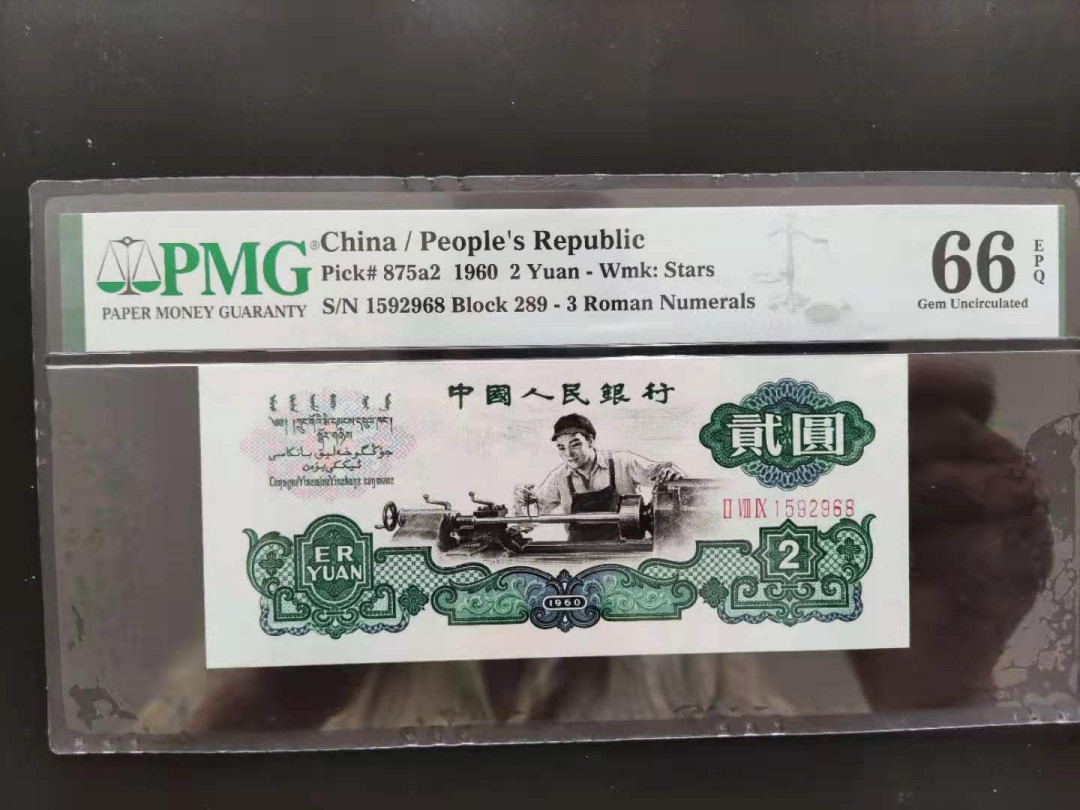 PMG®
PAPER MONEY GUARANTY
China / People's Republic
Pick# 875a2 1960 2 Yuan - Wmk: Stars
S/N 1592968 Block 289 - 3 Roman Numerals
66 EPQ
Gem Uncirculated
中國人民銀行
貳圓
II VIII IX 1592968
ER
YUAN
2
1960